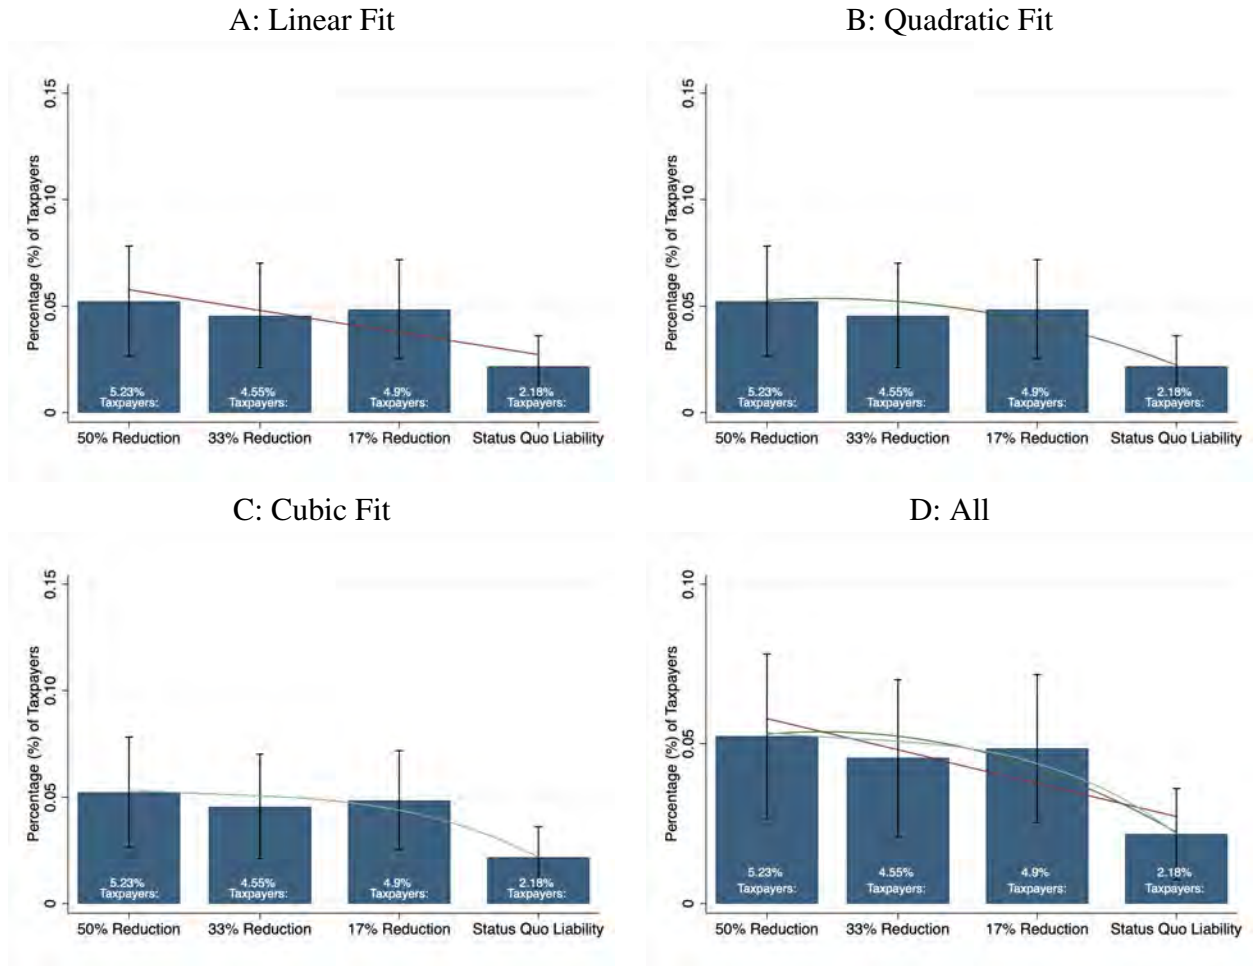 A: Linear Fit
Percentage (%) of Taxpayers
0.15
0.10
0.05
0
5.23%
Taxpayers:
4.55%
Taxpayers:
4.9%
Taxpayers:
2.18%
Taxpayers:
50% Reduction
33% Reduction
17% Reduction
Status Quo Liability
B: Quadratic Fit
Percentage (%) of Taxpayers
0.15
0.10
0.05
0
5.23%
Taxpayers:
4.55%
Taxpayers:
4.9%
Taxpayers:
2.18%
Taxpayers:
50% Reduction
33% Reduction
17% Reduction
Status Quo Liability
C: Cubic Fit
Percentage (%) of Taxpayers
0.15
0.10
0.05
0
5.23%
Taxpayers:
4.55%
Taxpayers:
4.9%
Taxpayers:
2.18%
Taxpayers:
50% Reduction
33% Reduction
17% Reduction
Status Quo Liability
D: All
Percentage (%) of Taxpayers
0.10
0.05
0
5.23%
Taxpayers:
4.55%
Taxpayers:
4.9%
Taxpayers:
2.18%
Taxpayers:
50% Reduction
33% Reduction
17% Reduction
Status Quo Liability